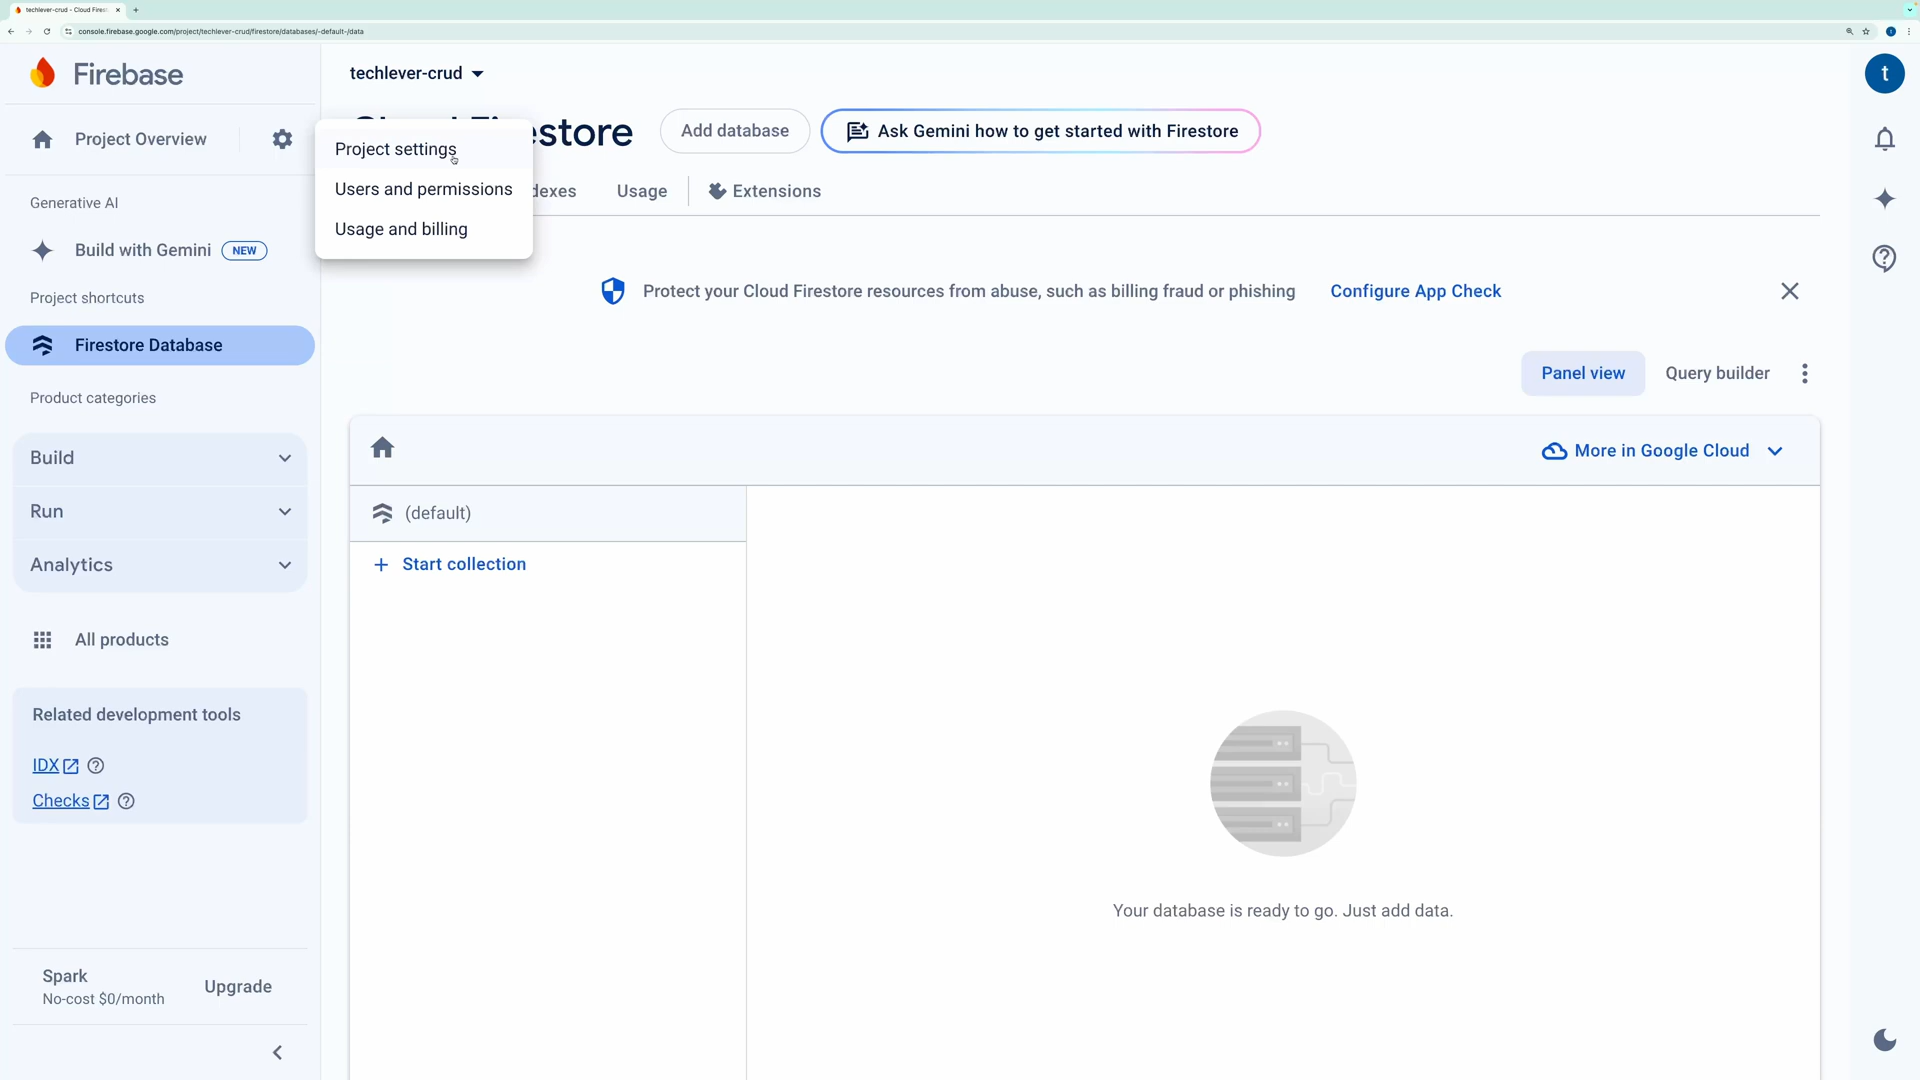 techlever-crud - Cloud Firest
console.firebase.google.com/project/techlever-crud/firestore/databases/-default-/data
Firebase
techlever-crud
t
Project Overview
Project settings
Users and permissions
Usage and billing
estore
Add database
Ask Gemini how to get started with Firestore
dexes
Usage
Extensions
Generative AI
Build with Gemini
NEW
Project shortcuts
Firestore Database
Product categories
Build
Run
Analytics
All products
Related development tools
IDX
Checks
Spark
No-cost $0/month
Upgrade
Protect your Cloud Firestore resources from abuse, such as billing fraud or phishing
Configure App Check
Panel view
Query builder
More in Google Cloud
(default)
Start collection
Your database is ready to go. Just add data.